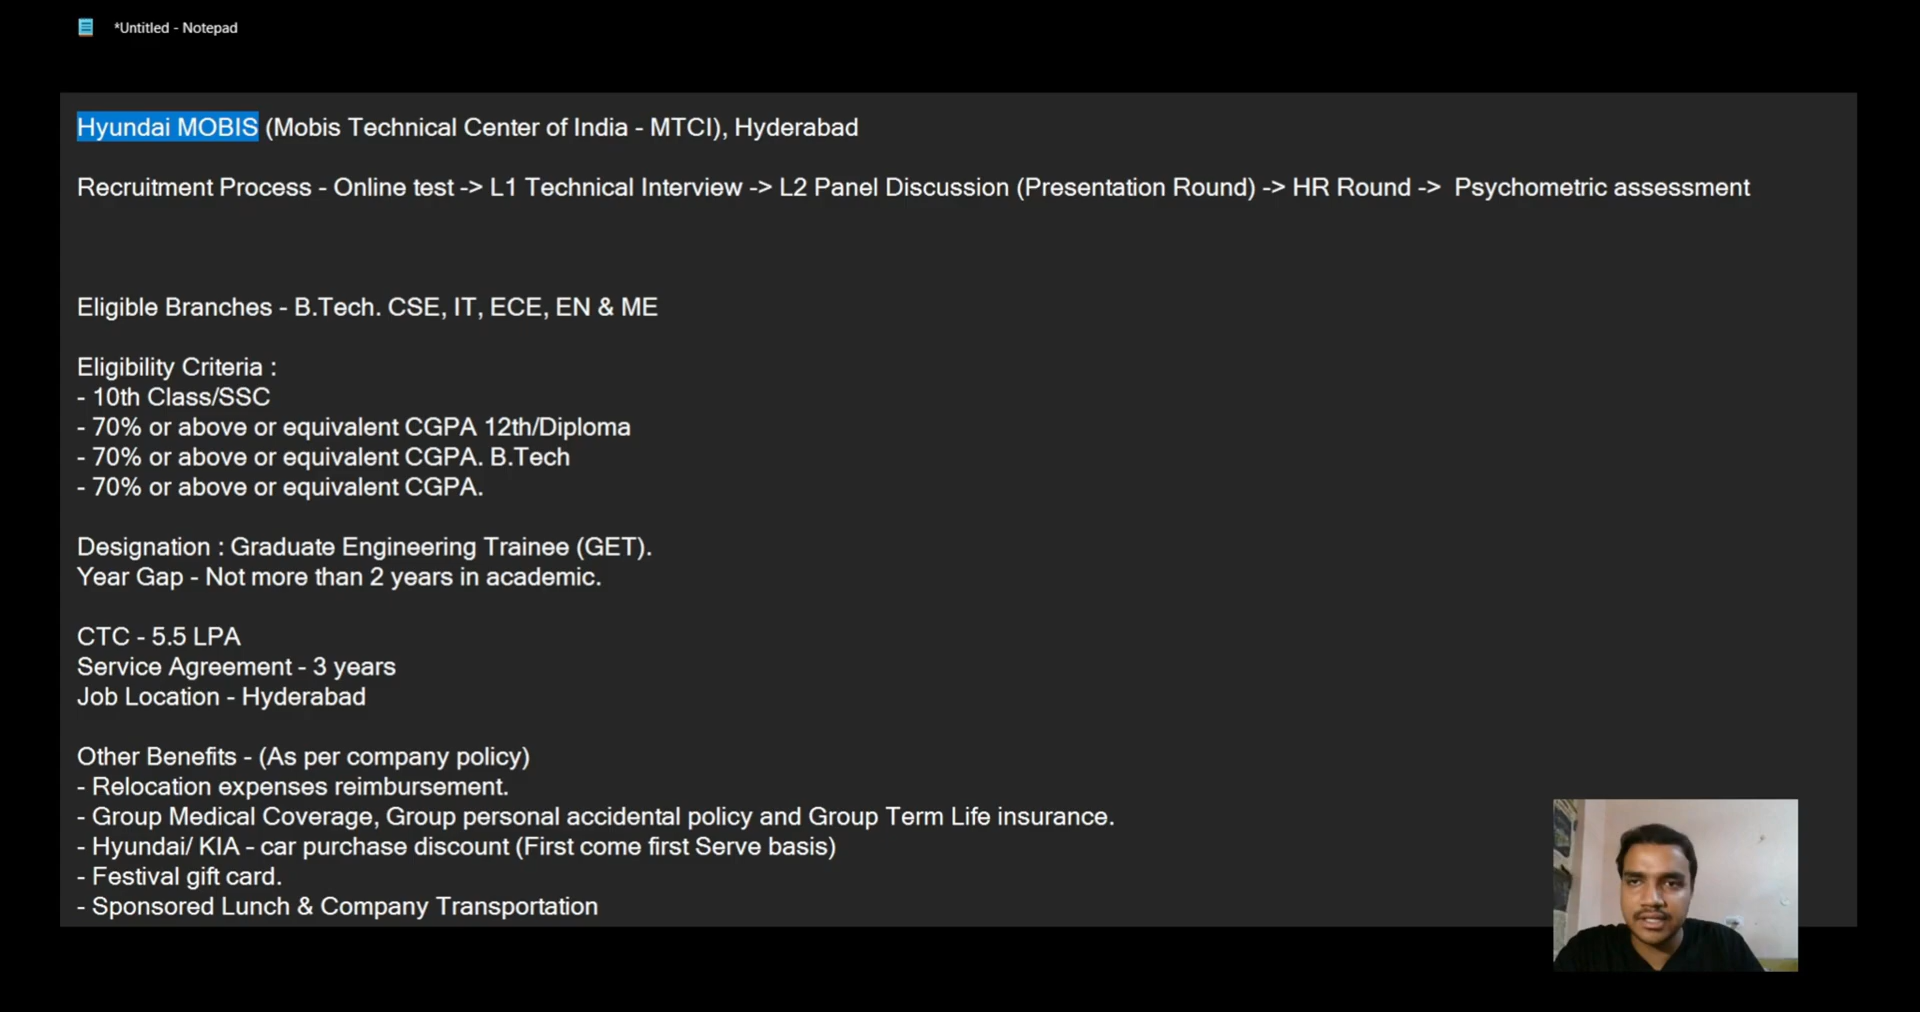 *Untitled - Notepad
Hyundai MOBIS (Mobis Technical Center of India - MTCI), Hyderabad
Recruitment Process - Online test -> L1 Technical Interview -> L2 Panel Discussion (Presentation Round) -> HR Round -> Psychometric assessment
Eligible Branches - B.Tech. CSE, IT, ECE, EN & ME
Eligibility Criteria :
- 10th Class/SSC
- 70% or above or equivalent CGPA 12th/Diploma
- 70% or above or equivalent CGPA. B.Tech
- 70% or above or equivalent CGPA.
Designation : Graduate Engineering Trainee (GET).
Year Gap - Not more than 2 years in academic.
CTC - 5.5 LPA
Service Agreement - 3 years
Job Location - Hyderabad
Other Benefits - (As per company policy)
- Relocation expenses reimbursement.
- Group Medical Coverage, Group personal accidental policy and Group Term Life insurance.
- Hyundai/ KIA - car purchase discount (First come first Serve basis)
- Festival gift card.
- Sponsored Lunch & Company Transportation